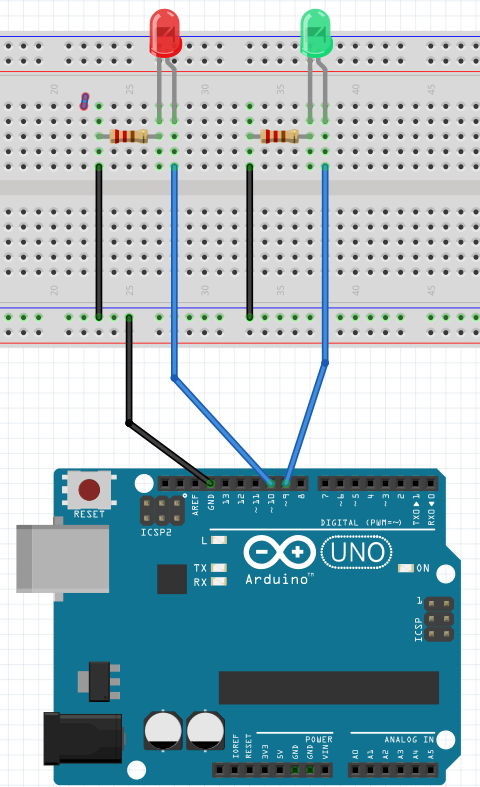 20 25 30 35 40 45
20 25 30 35 40 45
RESET
ICSP2
AREF GND 13 12 ~11 ~10 ~9 8 7 ~6 ~5 4 ~3 2 TX0▶1 RX0◀0
DIGITAL (PWM=~)
L
TX
RX
UNO
Arduino™
ON
1
ICSP
POWER
ANALOG IN
IOREF RESET 3V3 5V GND GND VIN A0 A1 A2 A3 A4 A5